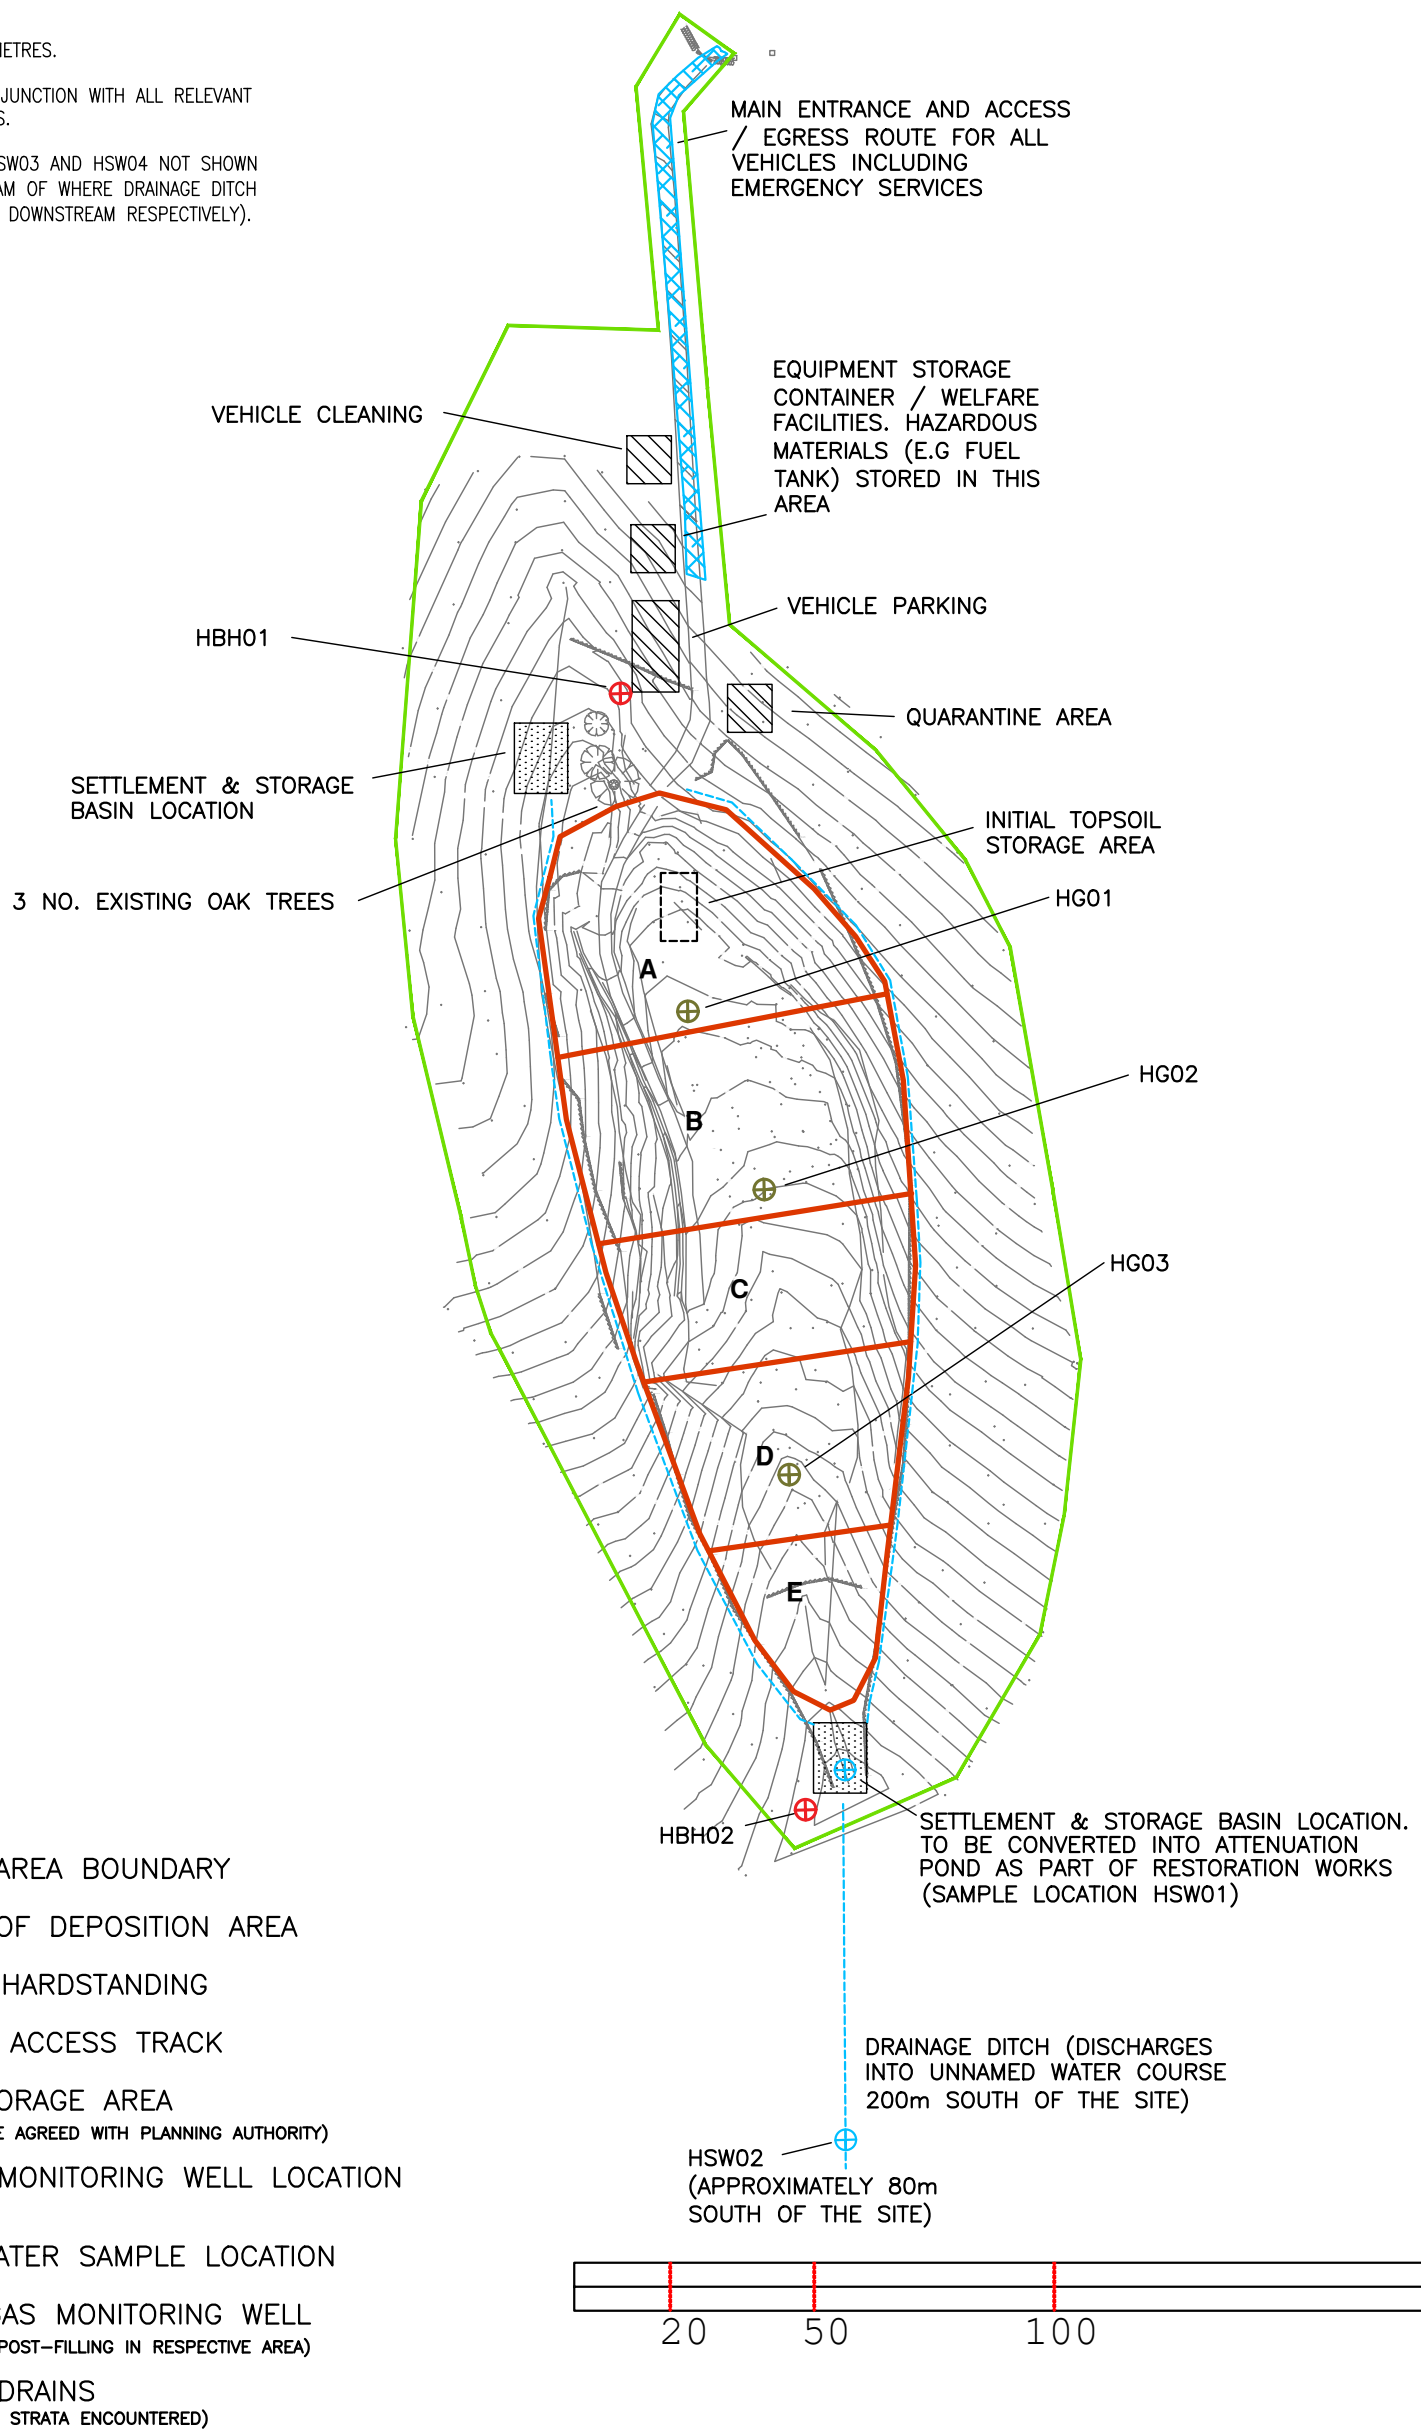 ETRES.
JUNCTION WITH ALL RELEVANT
S.
SW03 AND HSW04 NOT SHOWN
AM OF WHERE DRAINAGE DITCH
DOWNSTREAM RESPECTIVELY).
MAIN ENTRANCE AND ACCESS
/ EGRESS ROUTE FOR ALL
VEHICLES INCLUDING
EMERGENCY SERVICES
EQUIPMENT STORAGE
CONTAINER / WELFARE
FACILITIES. HAZARDOUS
MATERIALS (E.G FUEL
TANK) STORED IN THIS
AREA
VEHICLE CLEANING
VEHICLE PARKING
HBH01
QUARANTINE AREA
SETTLEMENT & STORAGE
BASIN LOCATION
INITIAL TOPSOIL
STORAGE AREA
3 NO. EXISTING OAK TREES
HG01
A
HG02
B
HG03
C
D
E
HBH02
SETTLEMENT & STORAGE BASIN LOCATION.
TO BE CONVERTED INTO ATTENUATION
POND AS PART OF RESTORATION WORKS
(SAMPLE LOCATION HSW01)
DRAINAGE DITCH (DISCHARGES
INTO UNNAMED WATER COURSE
200m SOUTH OF THE SITE)
HSW02
(APPROXIMATELY 80m
SOUTH OF THE SITE)
AREA BOUNDARY
OF DEPOSITION AREA
HARDSTANDING
ACCESS TRACK
ORAGE AREA
E AGREED WITH PLANNING AUTHORITY)
MONITORING WELL LOCATION
ATER SAMPLE LOCATION
GAS MONITORING WELL
POST-FILLING IN RESPECTIVE AREA)
DRAINS
STRATA ENCOUNTERED)
20 50 100